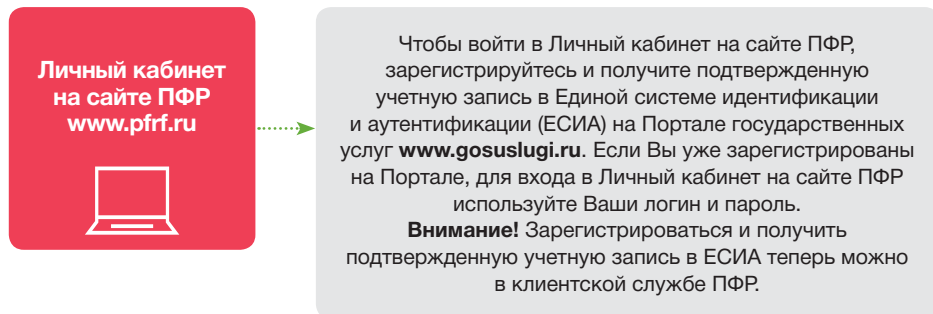 Личный кабинет
на сайте ПФР
www.pfrf.ru
Чтобы войти в Личный кабинет на сайте ПФР,
зарегистрируйтесь и получите подтвержденную
учетную запись в Единой системе идентификации
и аутентификации (ЕСИА) на Портале государственных
услуг www.gosuslugi.ru. Если Вы уже зарегистрированы
на Портале, для входа в Личный кабинет на сайте ПФР
используйте Ваши логин и пароль.
Внимание! Зарегистрироваться и получить
подтвержденную учетную запись в ЕСИА теперь можно
в клиентской службе ПФР.